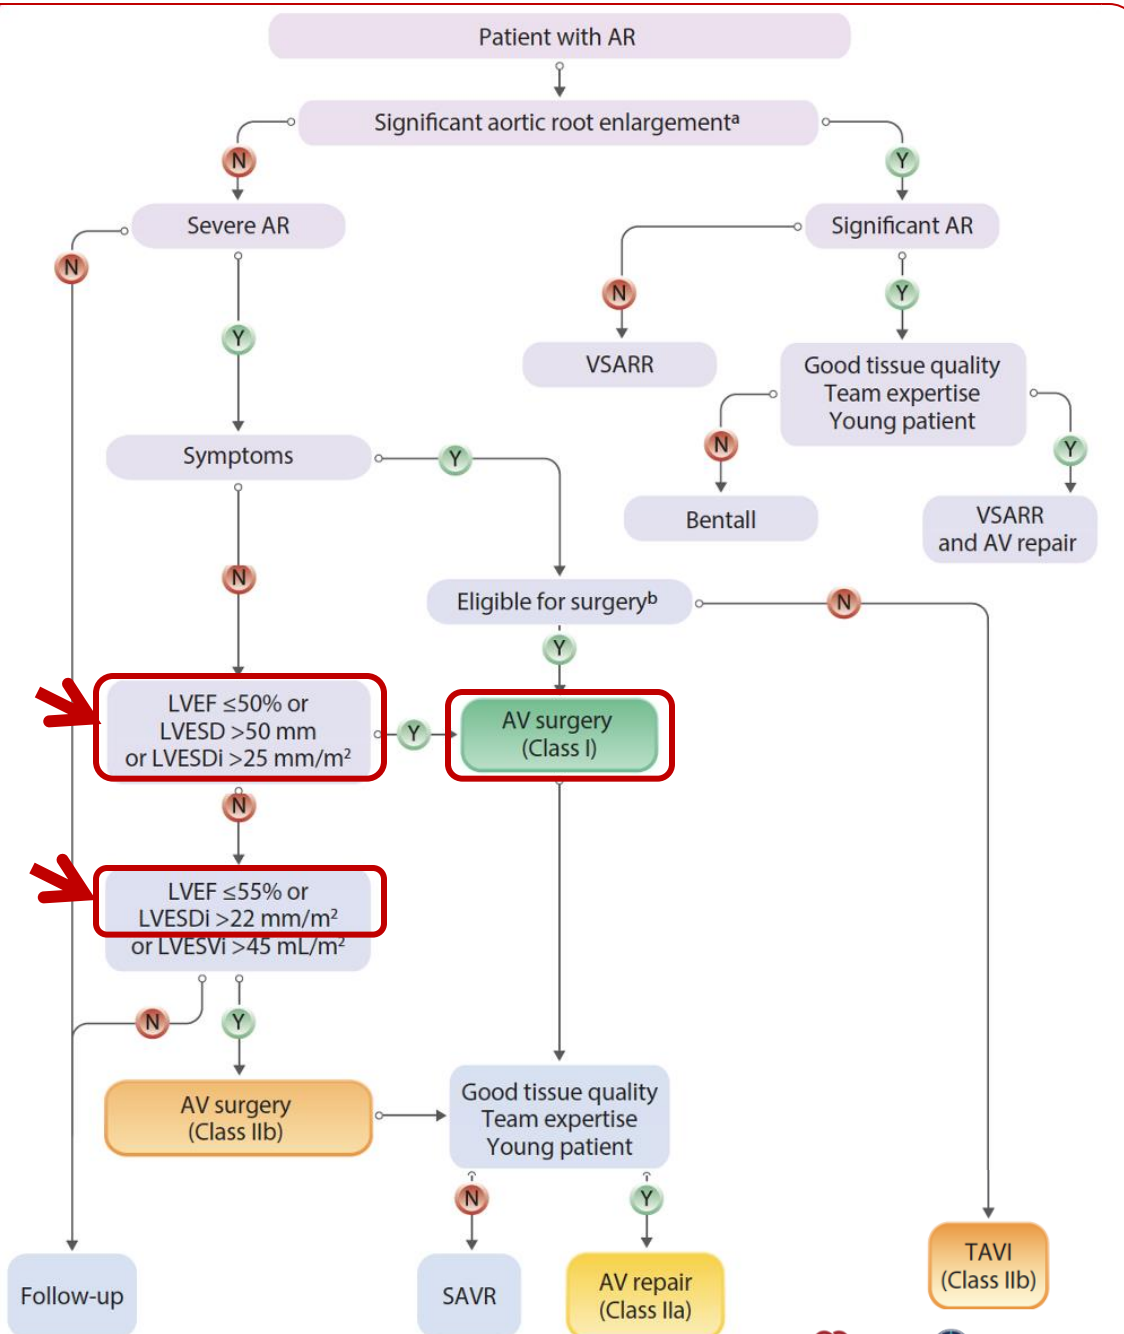 Patient with AR
Significant aortic root enlargementᵃ
N
Y
Severe AR
Significant AR
N
N
Y
Y
VSARR
Good tissue quality
Team expertise
Young patient
N
Y
Symptoms
Y
Bentall
VSARR
and AV repair
N
Eligible for surgeryᵇ
N
Y
LVEF ≤50% or
LVESD >50 mm
or LVESDi >25 mm/m²
Y
AV surgery
(Class I)
N
LVEF ≤55% or
LVESDi >22 mm/m²
or LVESVi >45 mL/m²
N
Y
AV surgery
(Class IIb)
Good tissue quality
Team expertise
Young patient
N
Y
Follow-up
SAVR
AV repair
(Class IIa)
TAVI
(Class IIb)